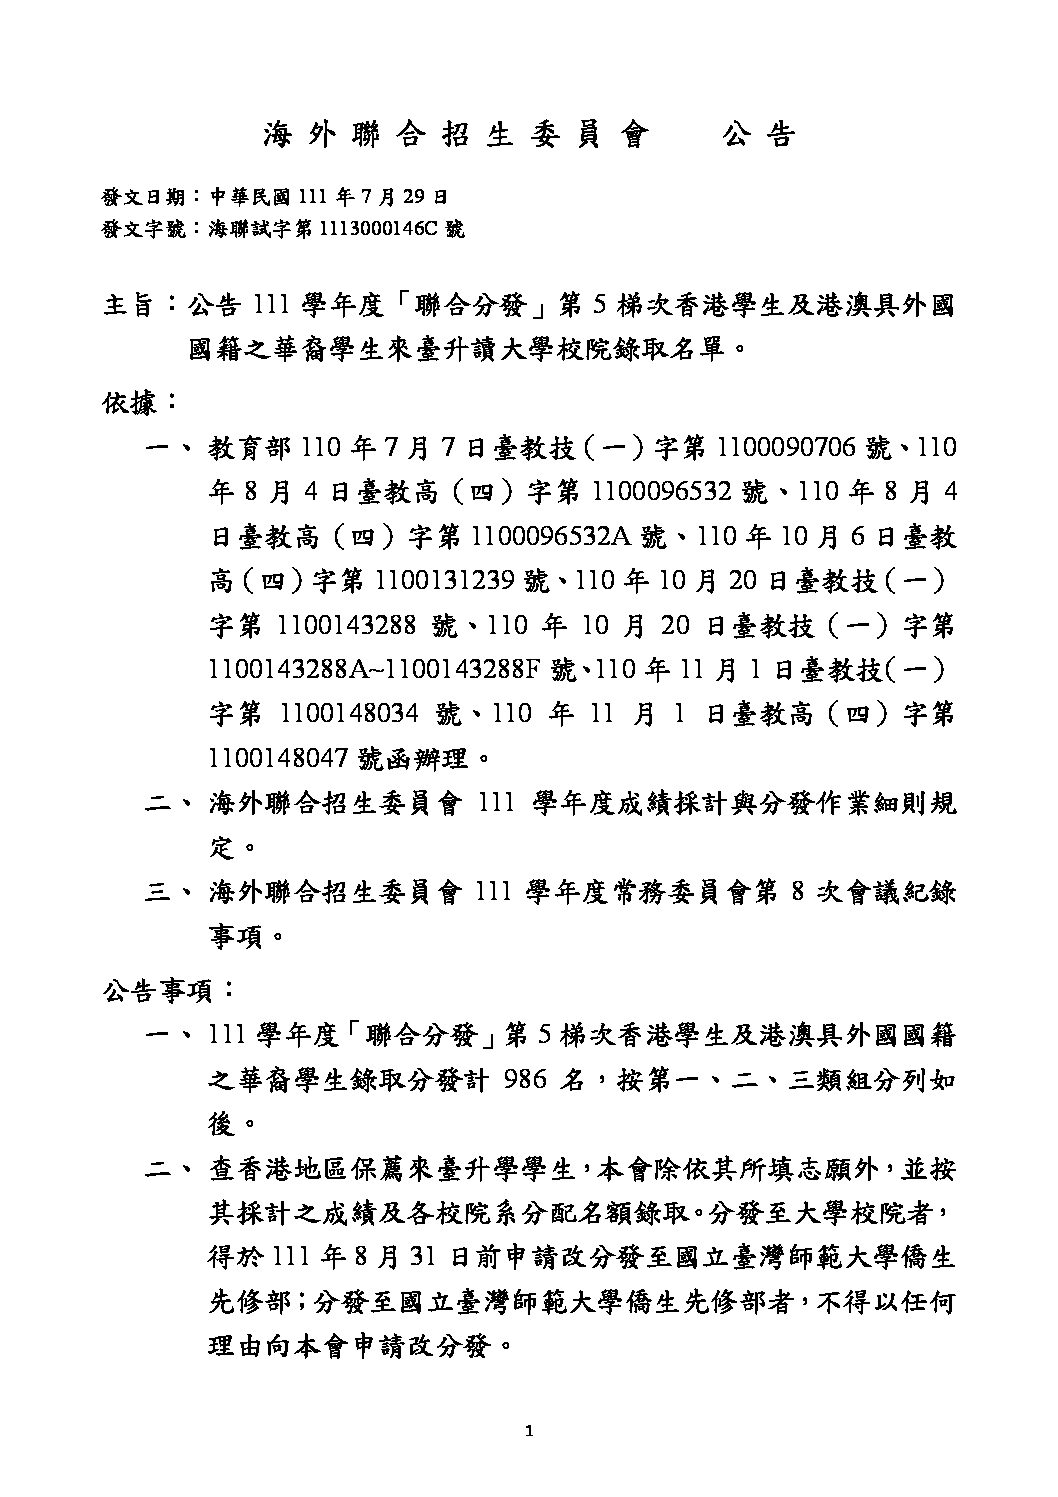 海外聯合招生委員會 公告
發文日期：中華民國 111 年 7 月 29 日
發文字號：海聯試字第 1113000146C 號
主旨：公告 111 學年度「聯合分發」第 5 梯次香港學生及港澳具外國
國籍之華裔學生來臺升讀大學校院錄取名單。
依據：
一、 教育部 110 年 7 月 7 日臺教技（一）字第 1100090706 號、110
年 8 月 4 日臺教高（四）字第 1100096532 號、110 年 8 月 4
日臺教高（四）字第 1100096532A 號、110 年 10 月 6 日臺教
高（四）字第 1100131239 號、110 年 10 月 20 日臺教技（一）
字第 1100143288 號、110 年 10 月 20 日臺教技（一）字第
1100143288A~1100143288F 號、110 年 11 月 1 日臺教技（一）
字第 1100148034 號、110 年 11 月 1 日臺教高（四）字第
1100148047 號函辦理。
二、 海外聯合招生委員會 111 學年度成績採計與分發作業細則規
定。
三、 海外聯合招生委員會 111 學年度常務委員會第 8 次會議紀錄
事項。
公告事項：
一、 111 學年度「聯合分發」第 5 梯次香港學生及港澳具外國國籍
之華裔學生錄取分發計 986 名，按第一、二、三類組分列如
後。
二、 查香港地區保薦來臺升學學生，本會除依其所填志願外，並按
其採計之成績及各校院系分配名額錄取。分發至大學校院者，
得於 111 年 8 月 31 日前申請改分發至國立臺灣師範大學僑生
先修部；分發至國立臺灣師範大學僑生先修部者，不得以任何
理由向本會申請改分發。
1